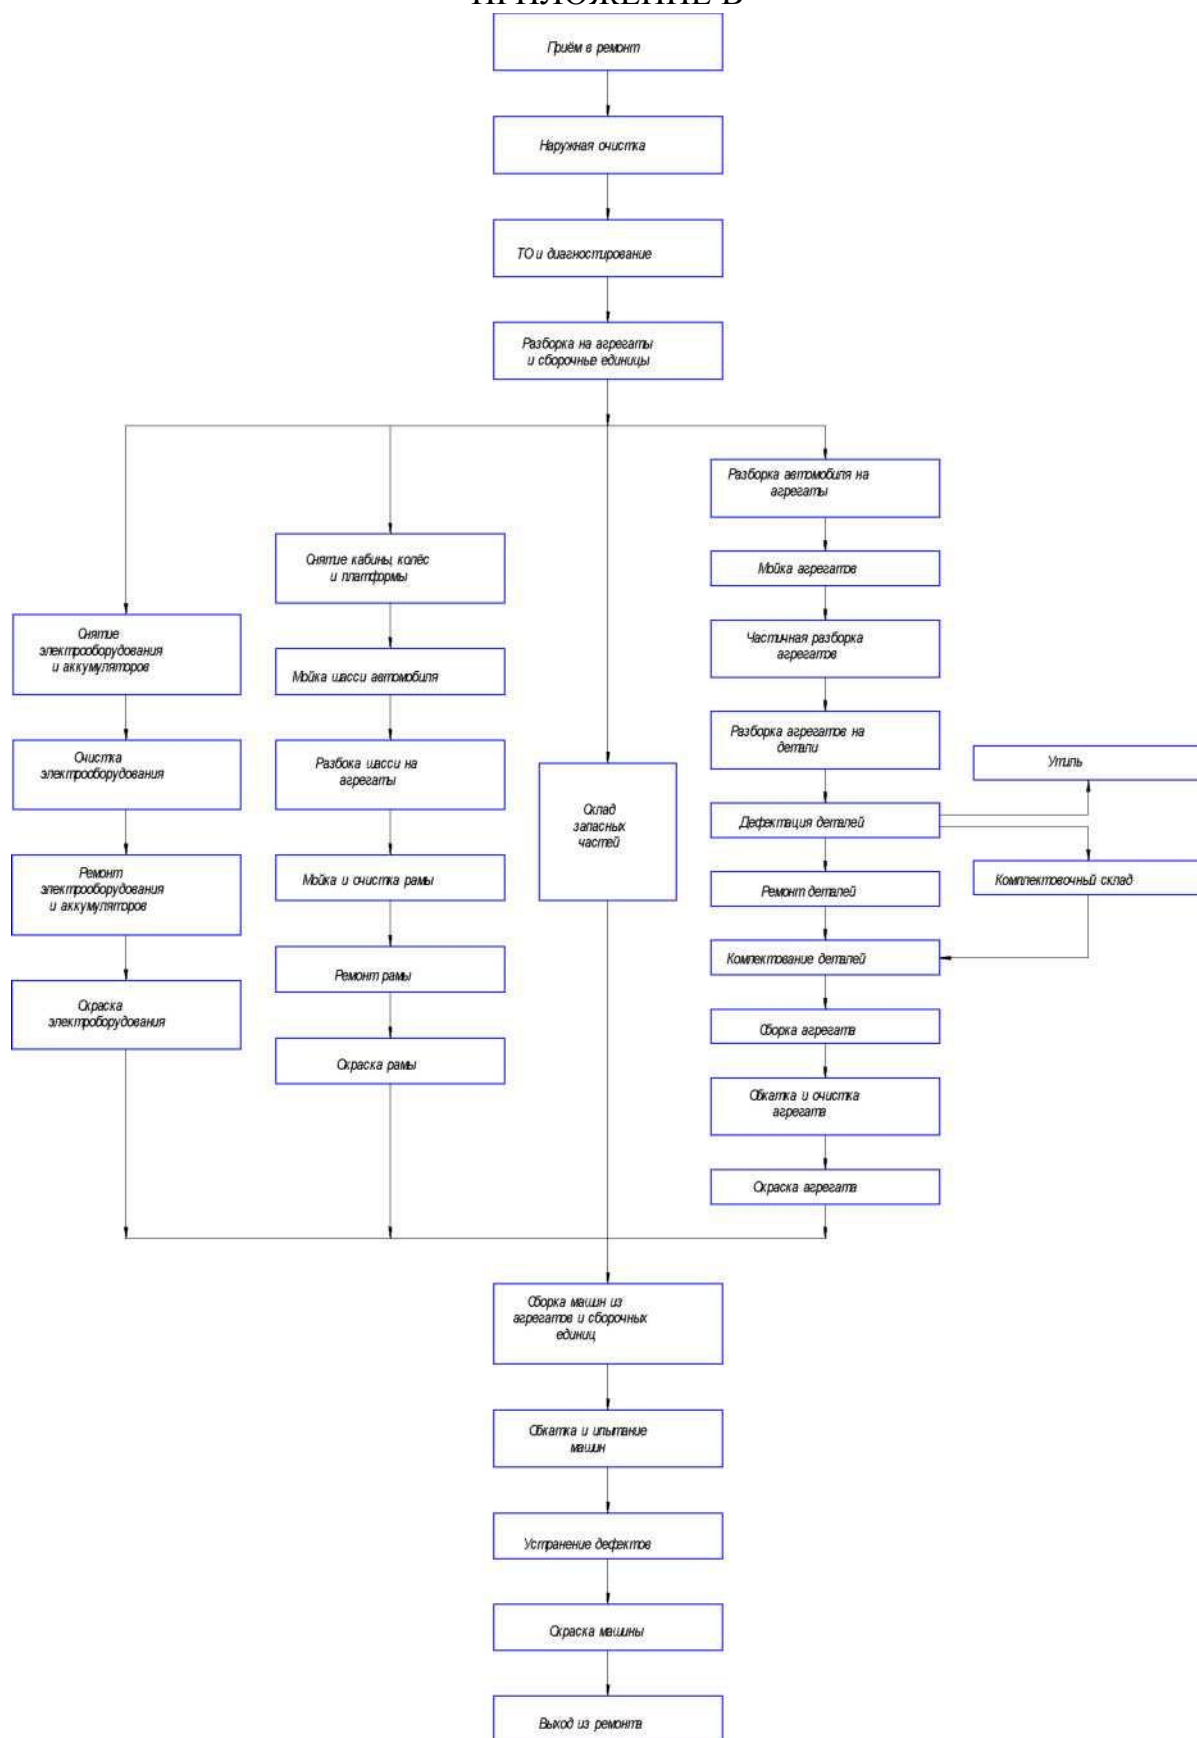 ПРИЛОЖЕНИЕ В
Приём в ремонт
Наружная очистка
ТО и диагностирование
Разборка на агрегаты
и сборочные единицы
Снятие
электрооборудования
и аккумуляторов
Очистка
электрооборудования
Ремонт
электрооборудования
и аккумуляторов
Окраска
электроборудования
Снятие кабины, колёс
и платформы
Мойка шасси автомобиля
Разбока шасси на
агрегаты
Мойка и очистка рамы
Ремонт рамы
Окраска рамы
Склад
запасных
частей
Разборка автомобиля на
агрегаты
Мойка агрегатов
Частичная разборка
агрегатов
Разборка агрегатов на
детали
Дефектация деталей
Ремонт деталей
Комлектование деталей
Сборка агрегата
Обкатка и очистка
агрегата
Окраска агрегата
Утиль
Комплектовочный склад
Сборка машин из
агрегатов и сборочных
единиц
Обкатка и ипытание
машин
Устранение дефектов
Окраска машины
Выход из ремонта